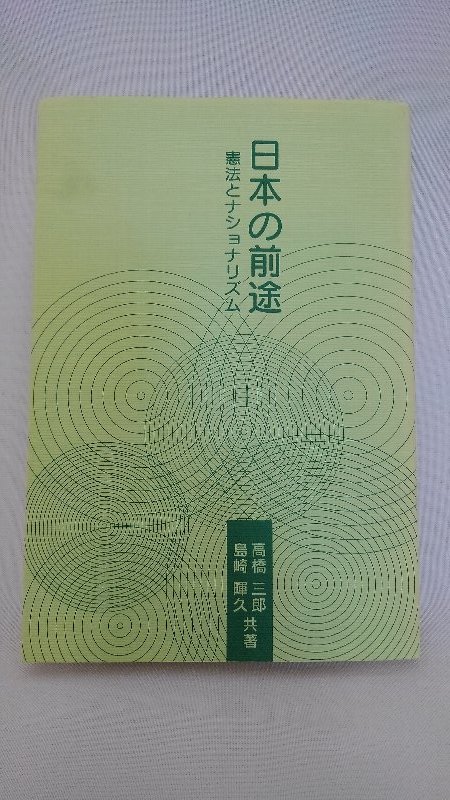 日本の前途
憲法とナショナリズム
高橋三郎
島崎暉久 共著